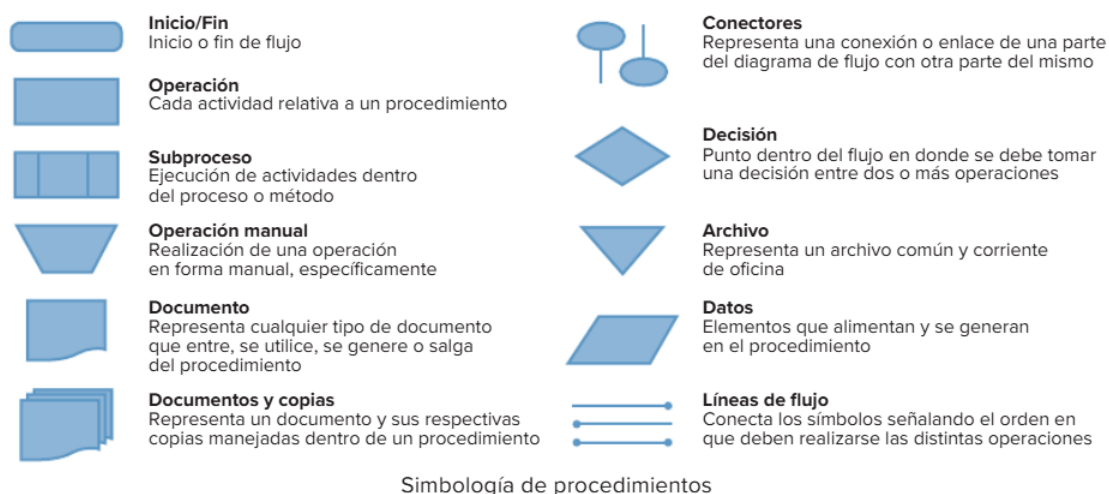 Inicio/Fin
Inicio o fin de flujo
Operación
Cada actividad relativa a un procedimiento
Subproceso
Ejecución de actividades dentro
del proceso o método
Operación manual
Realización de una operación
en forma manual, específicamente
Documento
Representa cualquier tipo de documento
que entre, se utilice, se genere o salga
del procedimiento
Documentos y copias
Representa un documento y sus respectivas
copias manejadas dentro de un procedimiento
Conectores
Representa una conexión o enlace de una parte
del diagrama de flujo con otra parte del mismo
Decisión
Punto dentro del flujo en donde se debe tomar
una decisión entre dos o más operaciones
Archivo
Representa un archivo común y corriente
de oficina
Datos
Elementos que alimentan y se generan
en el procedimiento
Líneas de flujo
Conecta los símbolos señalando el orden en
que deben realizarse las distintas operaciones
Simbología de procedimientos